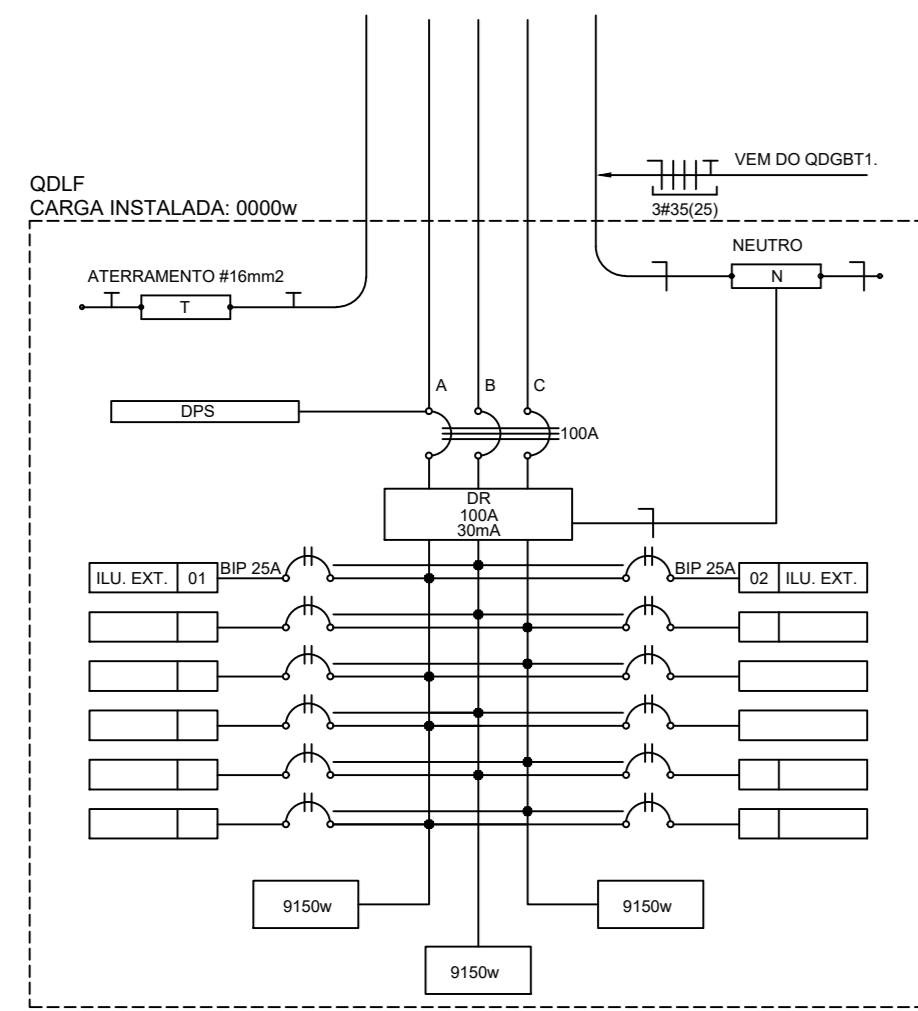 VEM DO QDGBT1.
QDLF
CARGA INSTALADA: 0000w
3#35(25)
NEUTRO
ATERRAMENTO #16mm2
N
T
A B C
DPS
100A
DR
100A
30mA
ILU. EXT. 01 BIP 25A BIP 25A 02 ILU. EXT.
9150w 9150w
9150w